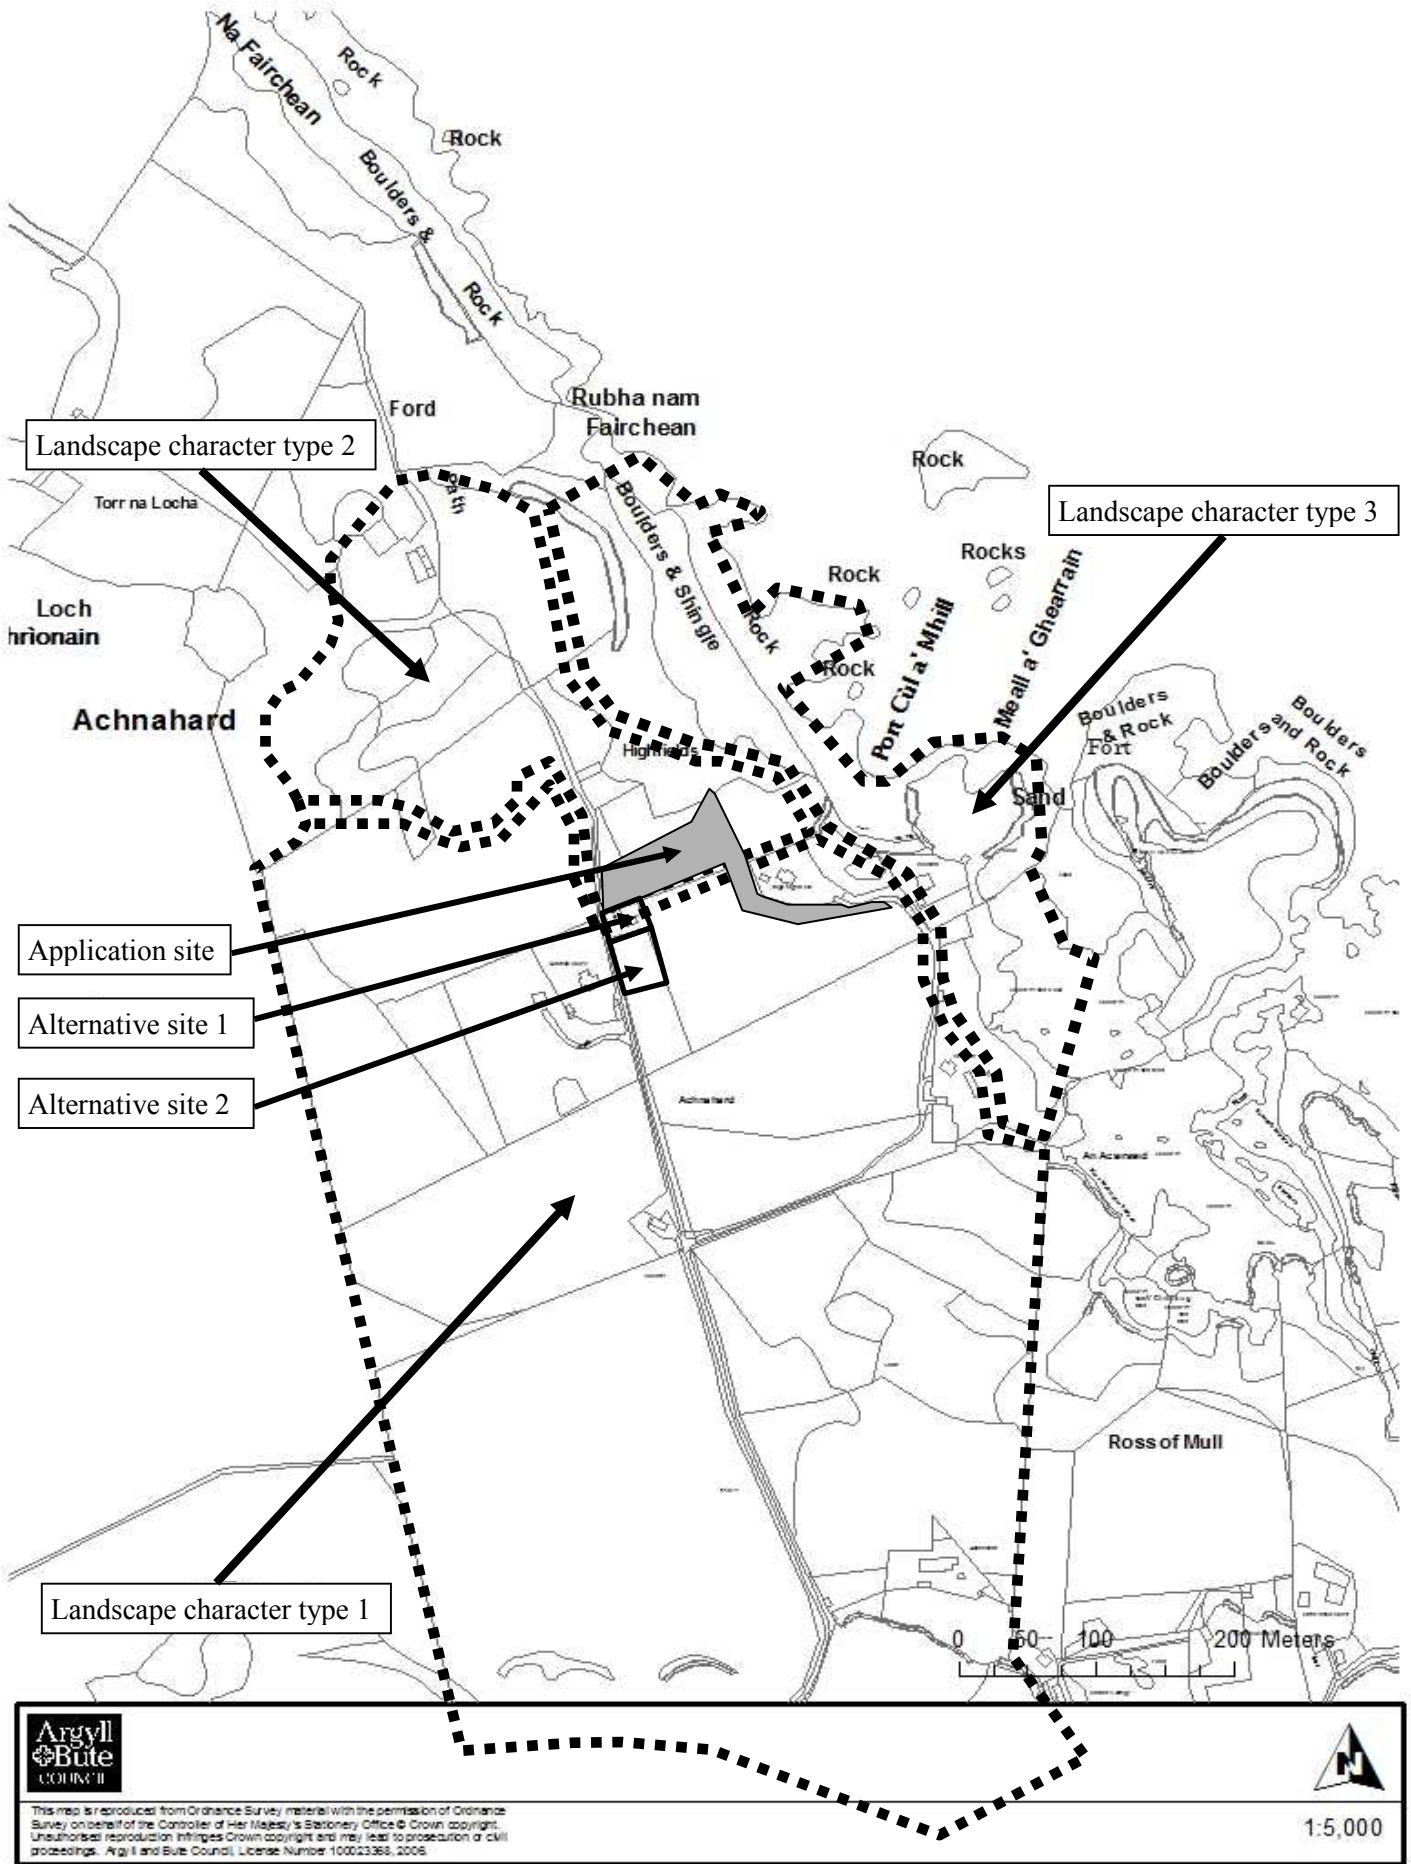 Na Fairchean
Rock
Rock
Boulders &
Rock
Ford
Rubha nam
Fairchean
Landscape character type 2
Rock
Path
Torr na Locha
Boulders & Shingle
Landscape character type 3
Rocks
Rock
Loch
hrìonain
Rock
Rock
Port Cùl a' Mhill
Meall a' Ghearrain
Boulders
& Rock
Boulders
Boulders
and Rock
Achnahard
Highfields
Fort
Sand
Application site
Alternative site 1
Alternative site 2
Achnahard
Landscape character type 1
Ross of Mull
0 50 100 200 Meters
Argyll
&Bute
COUNCIL
N
This map is reproduced from Ordnance Survey material with the permission of Ordnance
Survey on behalf of the Controller of Her Majesty's Stationery Office © Crown copyright.
Unauthorised reproduction infringes Crown copyright and may lead to prosecution or civil
proceedings. Argyll and Bute Council, License Number 100023368, 2006.
1:5,000